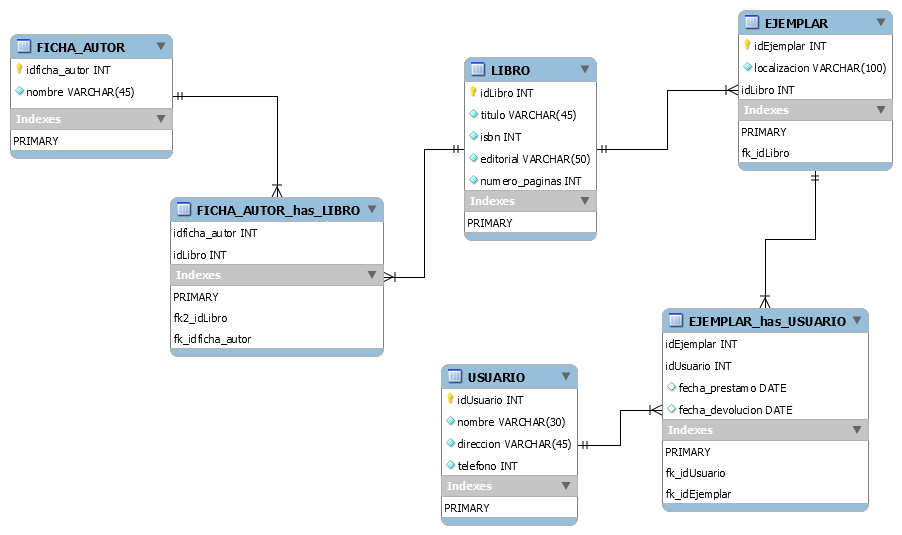 FICHA_AUTOR
idficha_autor INT
nombre VARCHAR(45)
Indexes
PRIMARY
FICHA_AUTOR_has_LIBRO
idficha_autor INT
idLibro INT
Indexes
PRIMARY
fk2_idLibro
fk_idficha_autor
LIBRO
idLibro INT
titulo VARCHAR(45)
isbn INT
editorial VARCHAR(50)
numero_paginas INT
Indexes
PRIMARY
EJEMPLAR
idEjemplar INT
localizacion VARCHAR(100)
idLibro INT
Indexes
PRIMARY
fk_idLibro
USUARIO
idUsuario INT
nombre VARCHAR(30)
direccion VARCHAR(45)
telefono INT
Indexes
PRIMARY
EJEMPLAR_has_USUARIO
idEjemplar INT
idUsuario INT
fecha_prestamo DATE
fecha_devolucion DATE
Indexes
PRIMARY
fk_idUsuario
fk_idEjemplar